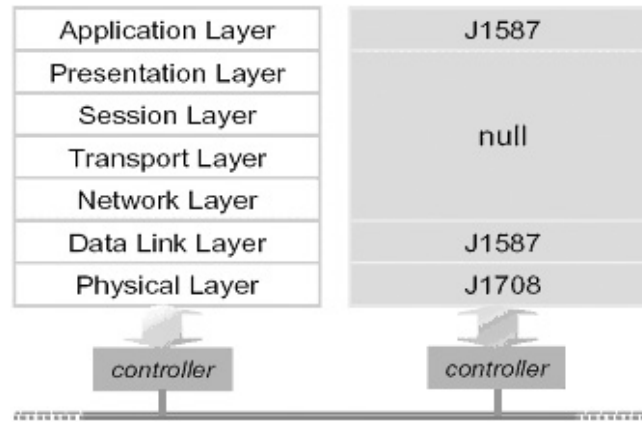 Application Layer
Presentation Layer
Session Layer
Transport Layer
Network Layer
Data Link Layer
Physical Layer
controller
J1587
null
J1587
J1708
controller